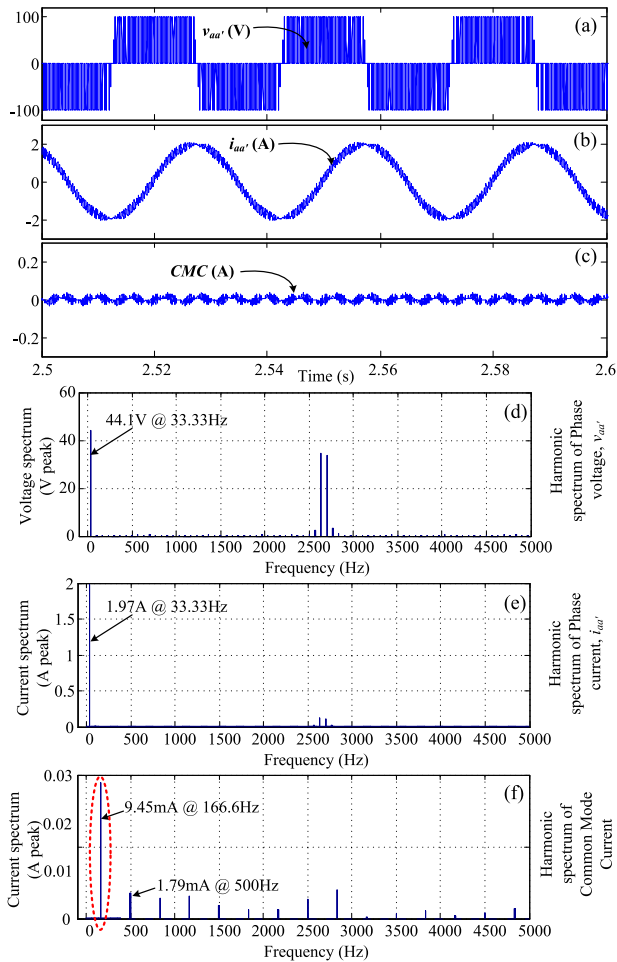 100
0
-100
v_aa' (V)
(a)
2
0
-2
i_aa' (A)
(b)
0.2
0
-0.2
CMC (A)
(c)
2.5
2.52
2.54
2.56
2.58
2.6
Time (s)
60
40
20
0
Voltage spectrum
(V peak)
44.1V @ 33.33Hz
(d)
0
500
1000
1500
2000
2500
3000
3500
4000
4500
5000
Frequency (Hz)
Harmonic
spectrum of Phase
voltage, v_aa'
2
1.5
1
0.5
0
Current spectrum
(A peak)
1.97A @ 33.33Hz
(e)
0
500
1000
1500
2000
2500
3000
3500
4000
4500
5000
Frequency (Hz)
Harmonic
spectrum of Phase
current, i_aa'
0.03
0.02
0.01
0
Current spectrum
(A peak)
9.45mA @ 166.6Hz
1.79mA @ 500Hz
(f)
0
500
1000
1500
2000
2500
3000
3500
4000
4500
5000
Frequency (Hz)
Harmonic
spectrum of
Common Mode
Current